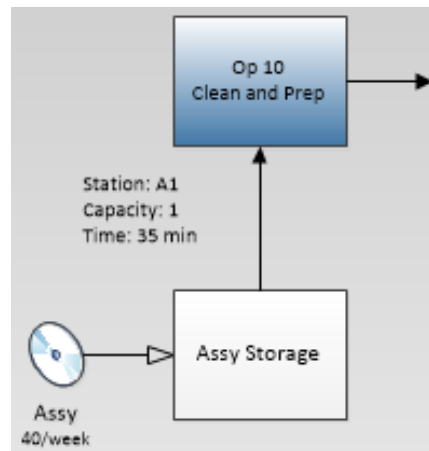 Op 10
Clean and Prep
Station: A1
Capacity: 1
Time: 35 min
Assy Storage
Assy
40/week